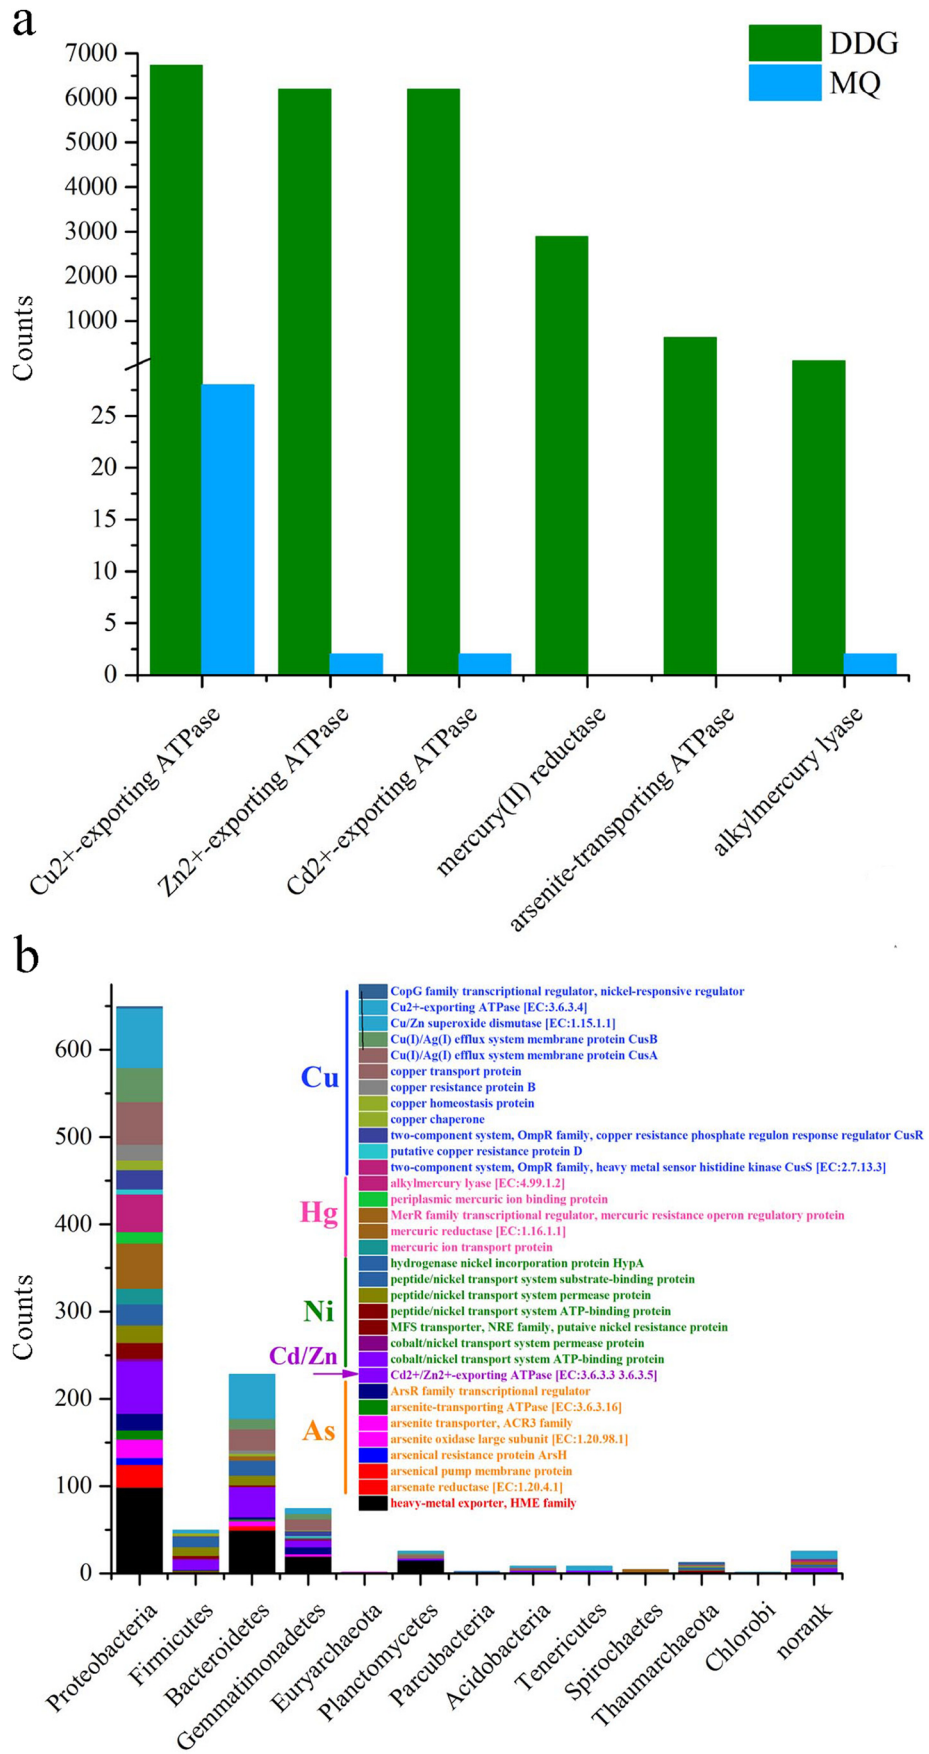 a
DDG
MQ
7000
6000
5000
4000
3000
2000
1000
25
20
15
10
5
0
Counts
Cu2+-exporting ATPase
Zn2+-exporting ATPase
Cd2+-exporting ATPase
mercury(II) reductase
arsenite-transporting ATPase
alkylmercury lyase
b
Counts
600
500
400
300
200
100
0
Cu
Hg
Ni
Cd/Zn
As
CopG family transcriptional regulator, nickel-responsive regulator
Cu2+-exporting ATPase [EC:3.6.3.4]
Cu/Zn superoxide dismutase [EC:1.15.1.1]
Cu(I)/Ag(I) efflux system membrane protein CusB
Cu(I)/Ag(I) efflux system membrane protein CusA
copper transport protein
copper resistance protein B
copper homeostasis protein
copper chaperone
two-component system, OmpR family, copper resistance phosphate regulon response regulator CusR
putative copper resistance protein D
two-component system, OmpR family, heavy metal sensor histidine kinase CusS [EC:2.7.13.3]
alkylmercury lyase [EC:4.99.1.2]
periplasmic mercuric ion binding protein
MerR family transcriptional regulator, mercuric resistance operon regulatory protein
mercuric reductase [EC:1.16.1.1]
mercuric ion transport protein
hydrogenase nickel incorporation protein HypA
peptide/nickel transport system substrate-binding protein
peptide/nickel transport system permease protein
peptide/nickel transport system ATP-binding protein
MFS transporter, NRE family, putaive nickel resistance protein
cobalt/nickel transport system permease protein
cobalt/nickel transport system ATP-binding protein
Cd2+/Zn2+-exporting ATPase [EC:3.6.3.3 3.6.3.5]
ArsR family transcriptional regulator
arsenite-transporting ATPase [EC:3.6.3.16]
arsenite transporter, ACR3 family
arsenite oxidase large subunit [EC:1.20.98.1]
arsenical resistance protein ArsH
arsenical pump membrane protein
arsenate reductase [EC:1.20.4.1]
heavy-metal exporter, HME family
Proteobacteria
Firmicutes
Bacteroidetes
Gemmatimonadetes
Euryarchaeota
Planctomycetes
Parcubacteria
Acidobacteria
Tenericutes
Spirochaetes
Thaumarchaeota
Chlorobi
norank